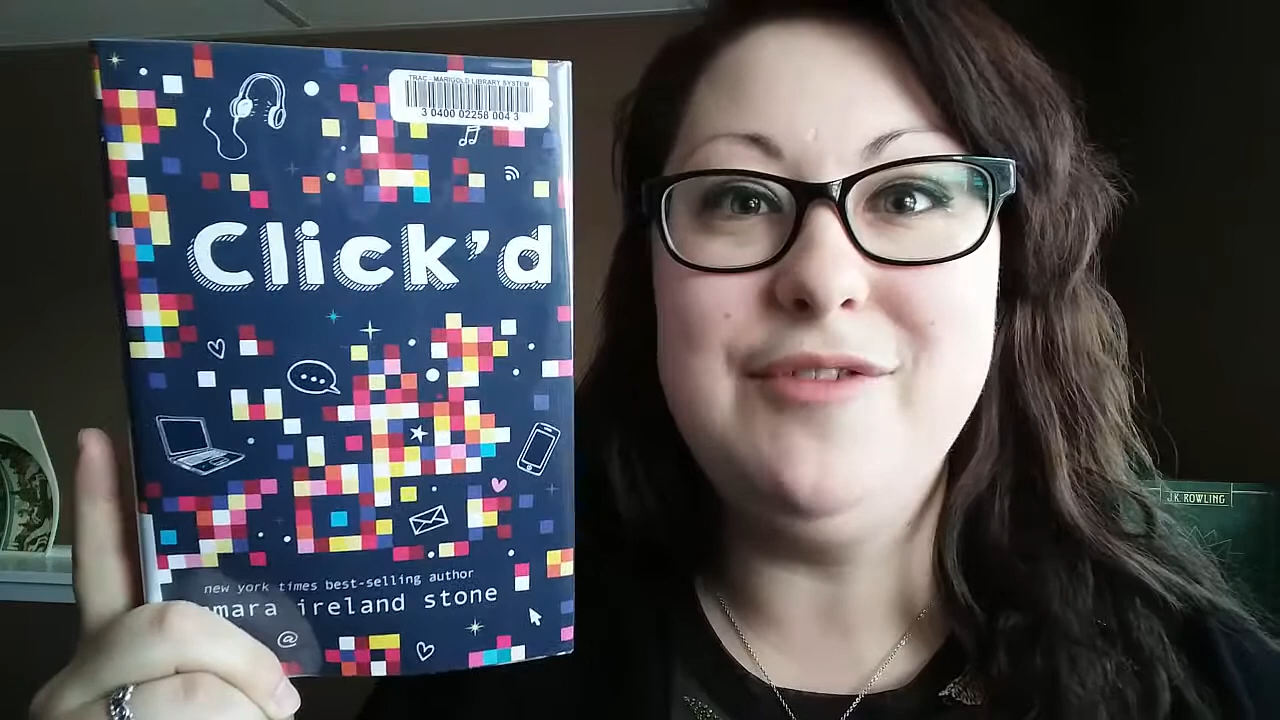 TRAC - MARIGOLD LIBRARY SYSTEM
3 0400 02258 004 3
Click'd
new york times best-selling author
ireland stone
@
J.K. ROWLING